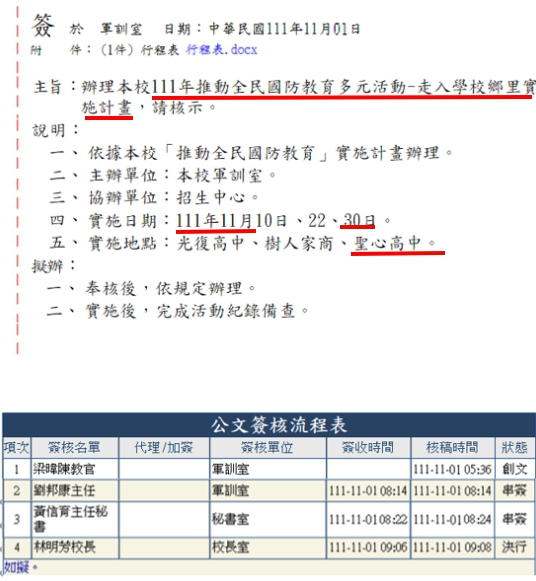 簽 於 軍訓室 日期：中華民國111年11月01日
附 件：(1件) 行程表 行程表.docx
主旨：辦理本校111年推動全民國防教育多元活動-走入學校鄉里實
施計畫，請核示。
說明：
一、依據本校「推動全民國防教育」實施計畫辦理。
二、主辦單位：本校軍訓室。
三、協辦單位：招生中心。
四、實施日期：111年11月10日、22、30日。
五、實施地點：光復高中、樹人家商、聖心高中。
擬辦：
一、奉核後，依規定辦理。
二、實施後，完成活動紀錄備查。
公文簽核流程表
項次 簽核名單 代理/加簽 簽核單位 簽收時間 核稿時間 狀態
1 梁暐陳教官 軍訓室 111-11-01 05:36 創文
2 劉邦康主任 軍訓室 111-11-01 08:14 111-11-01 08:14 串簽
3 黃信育主任秘
書 秘書室 111-11-01 08:22 111-11-01 08:24 串簽
4 林明芳校長 校長室 111-11-01 09:06 111-11-01 09:08 決行
如擬。